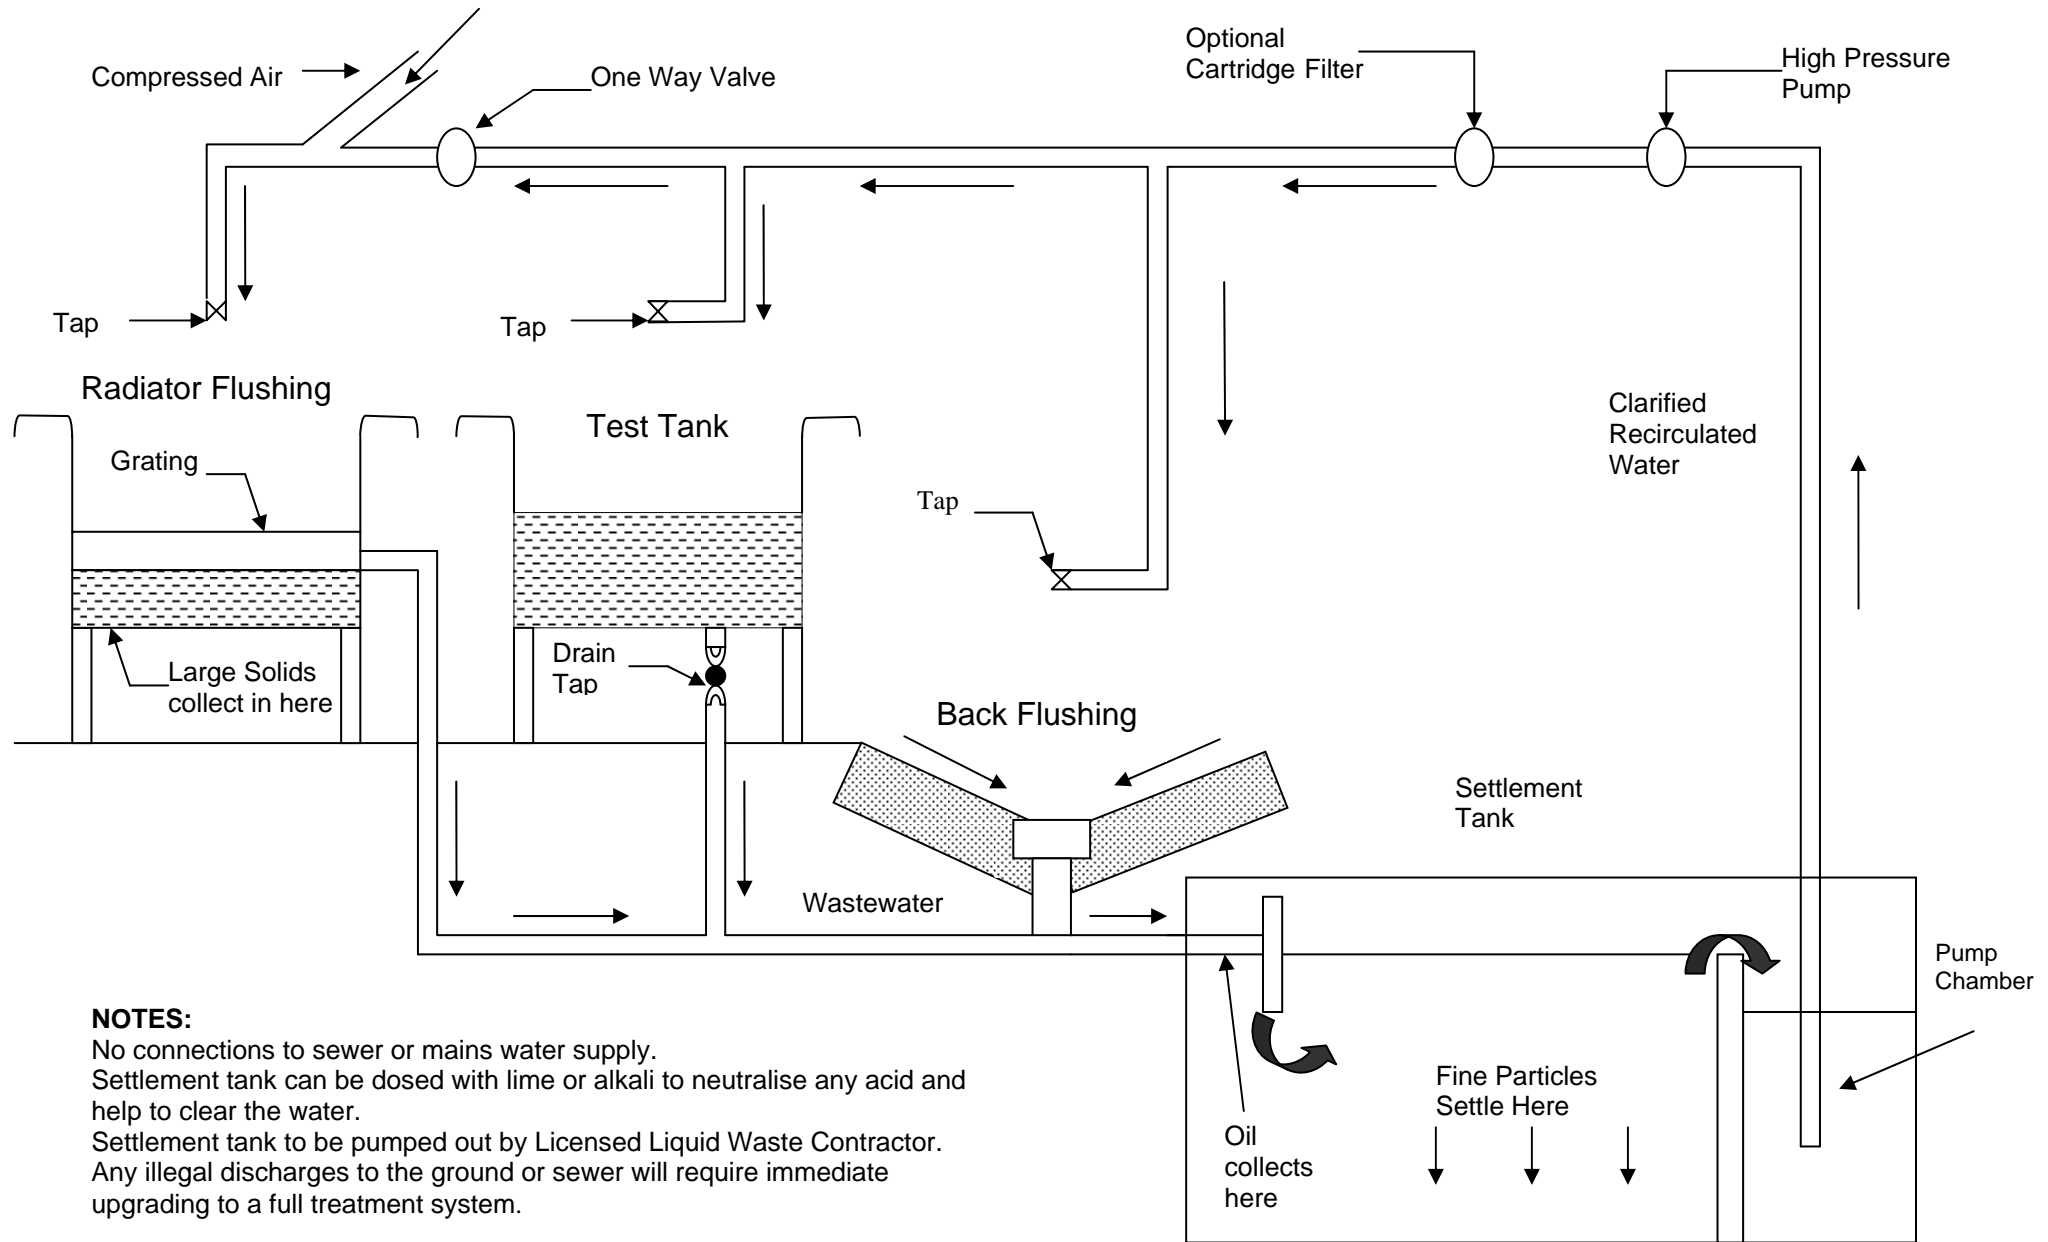 Optional
Cartridge Filter
High Pressure
Pump
Compressed Air
One Way Valve
Tap
Tap
Radiator Flushing
Test Tank
Clarified
Recirculated
Water
Grating
Tap
Drain
Tap
Large Solids
collect in here
Back Flushing
Settlement
Tank
Wastewater
Pump
Chamber
NOTES:
No connections to sewer or mains water supply.
Settlement tank can be dosed with lime or alkali to neutralise any acid and
help to clear the water.
Settlement tank to be pumped out by Licensed Liquid Waste Contractor.
Any illegal discharges to the ground or sewer will require immediate
upgrading to a full treatment system.
Fine Particles
Settle Here
Oil
collects
here